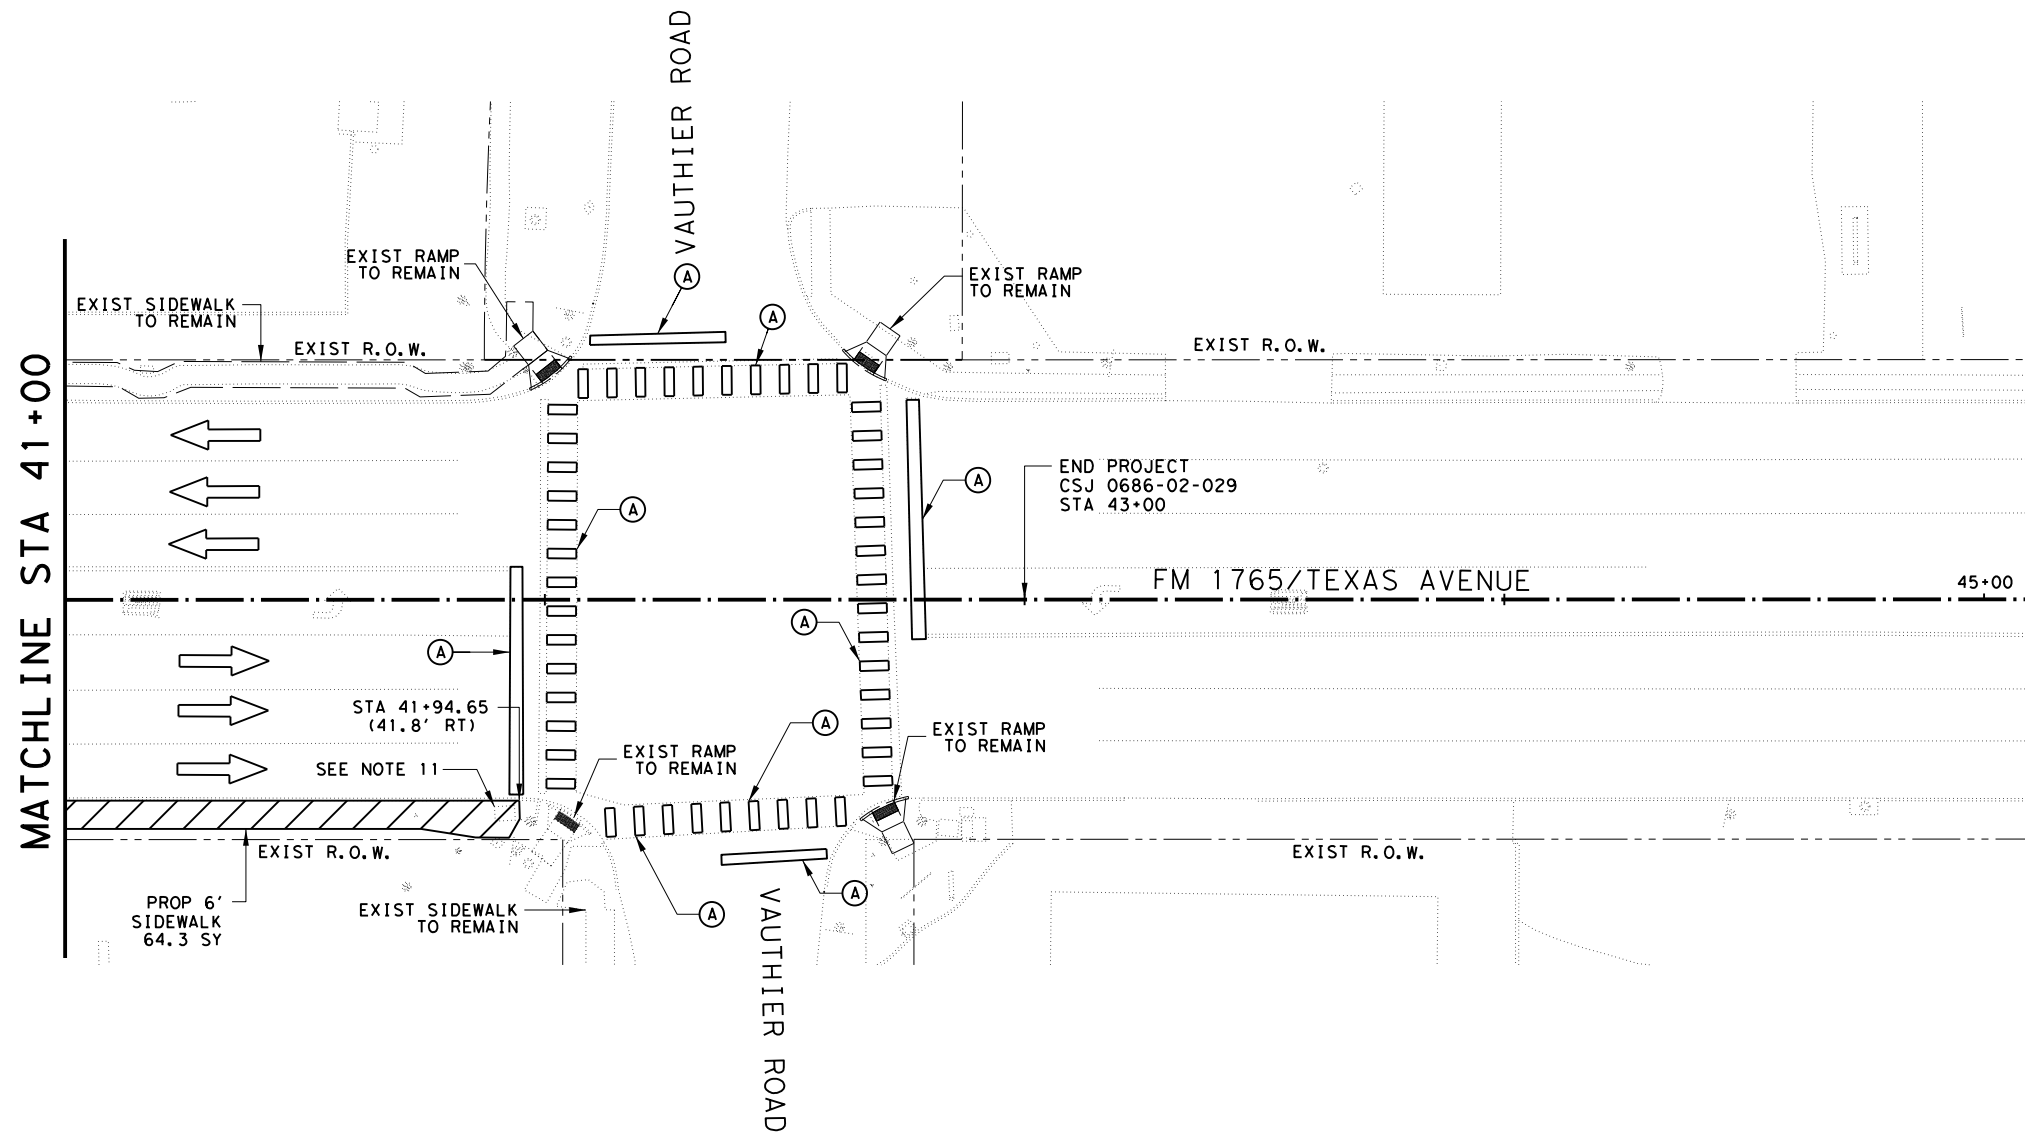 VAUTHIER ROAD
EXIST RAMP
TO REMAIN
A
EXIST RAMP
TO REMAIN
EXIST SIDEWALK
TO REMAIN
A
EXIST R.O.W.
EXIST R.O.W.
MATCHLINE STA 41+00
END PROJECT
CSJ 0686-02-029
STA 43+00
A
A
FM 1765/TEXAS AVENUE
45+00
A
A
STA 41+94.65
(41.8' RT)
A
EXIST RAMP
TO REMAIN
EXIST RAMP
TO REMAIN
SEE NOTE 11
EXIST R.O.W.
EXIST R.O.W.
A
PROP 6'
SIDEWALK
64.3 SY
EXIST SIDEWALK
TO REMAIN
A
VAUTHIER ROAD